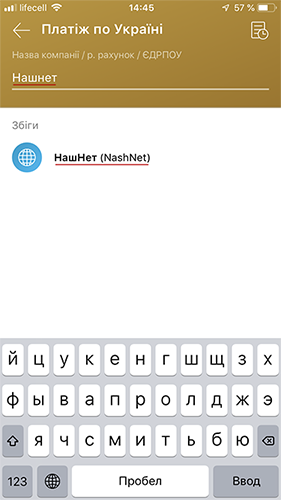 lifecell 14:45 57 %
Платіж по Україні
Назва компанії / р. рахунок / ЄДРПОУ
Нашнет
Збіги
НашНет (NashNet)
й ц у к е н г ш щ з х
ф ы в а п р о л д ж э
я ч с м и т ь б ю
123 Пробел Ввод